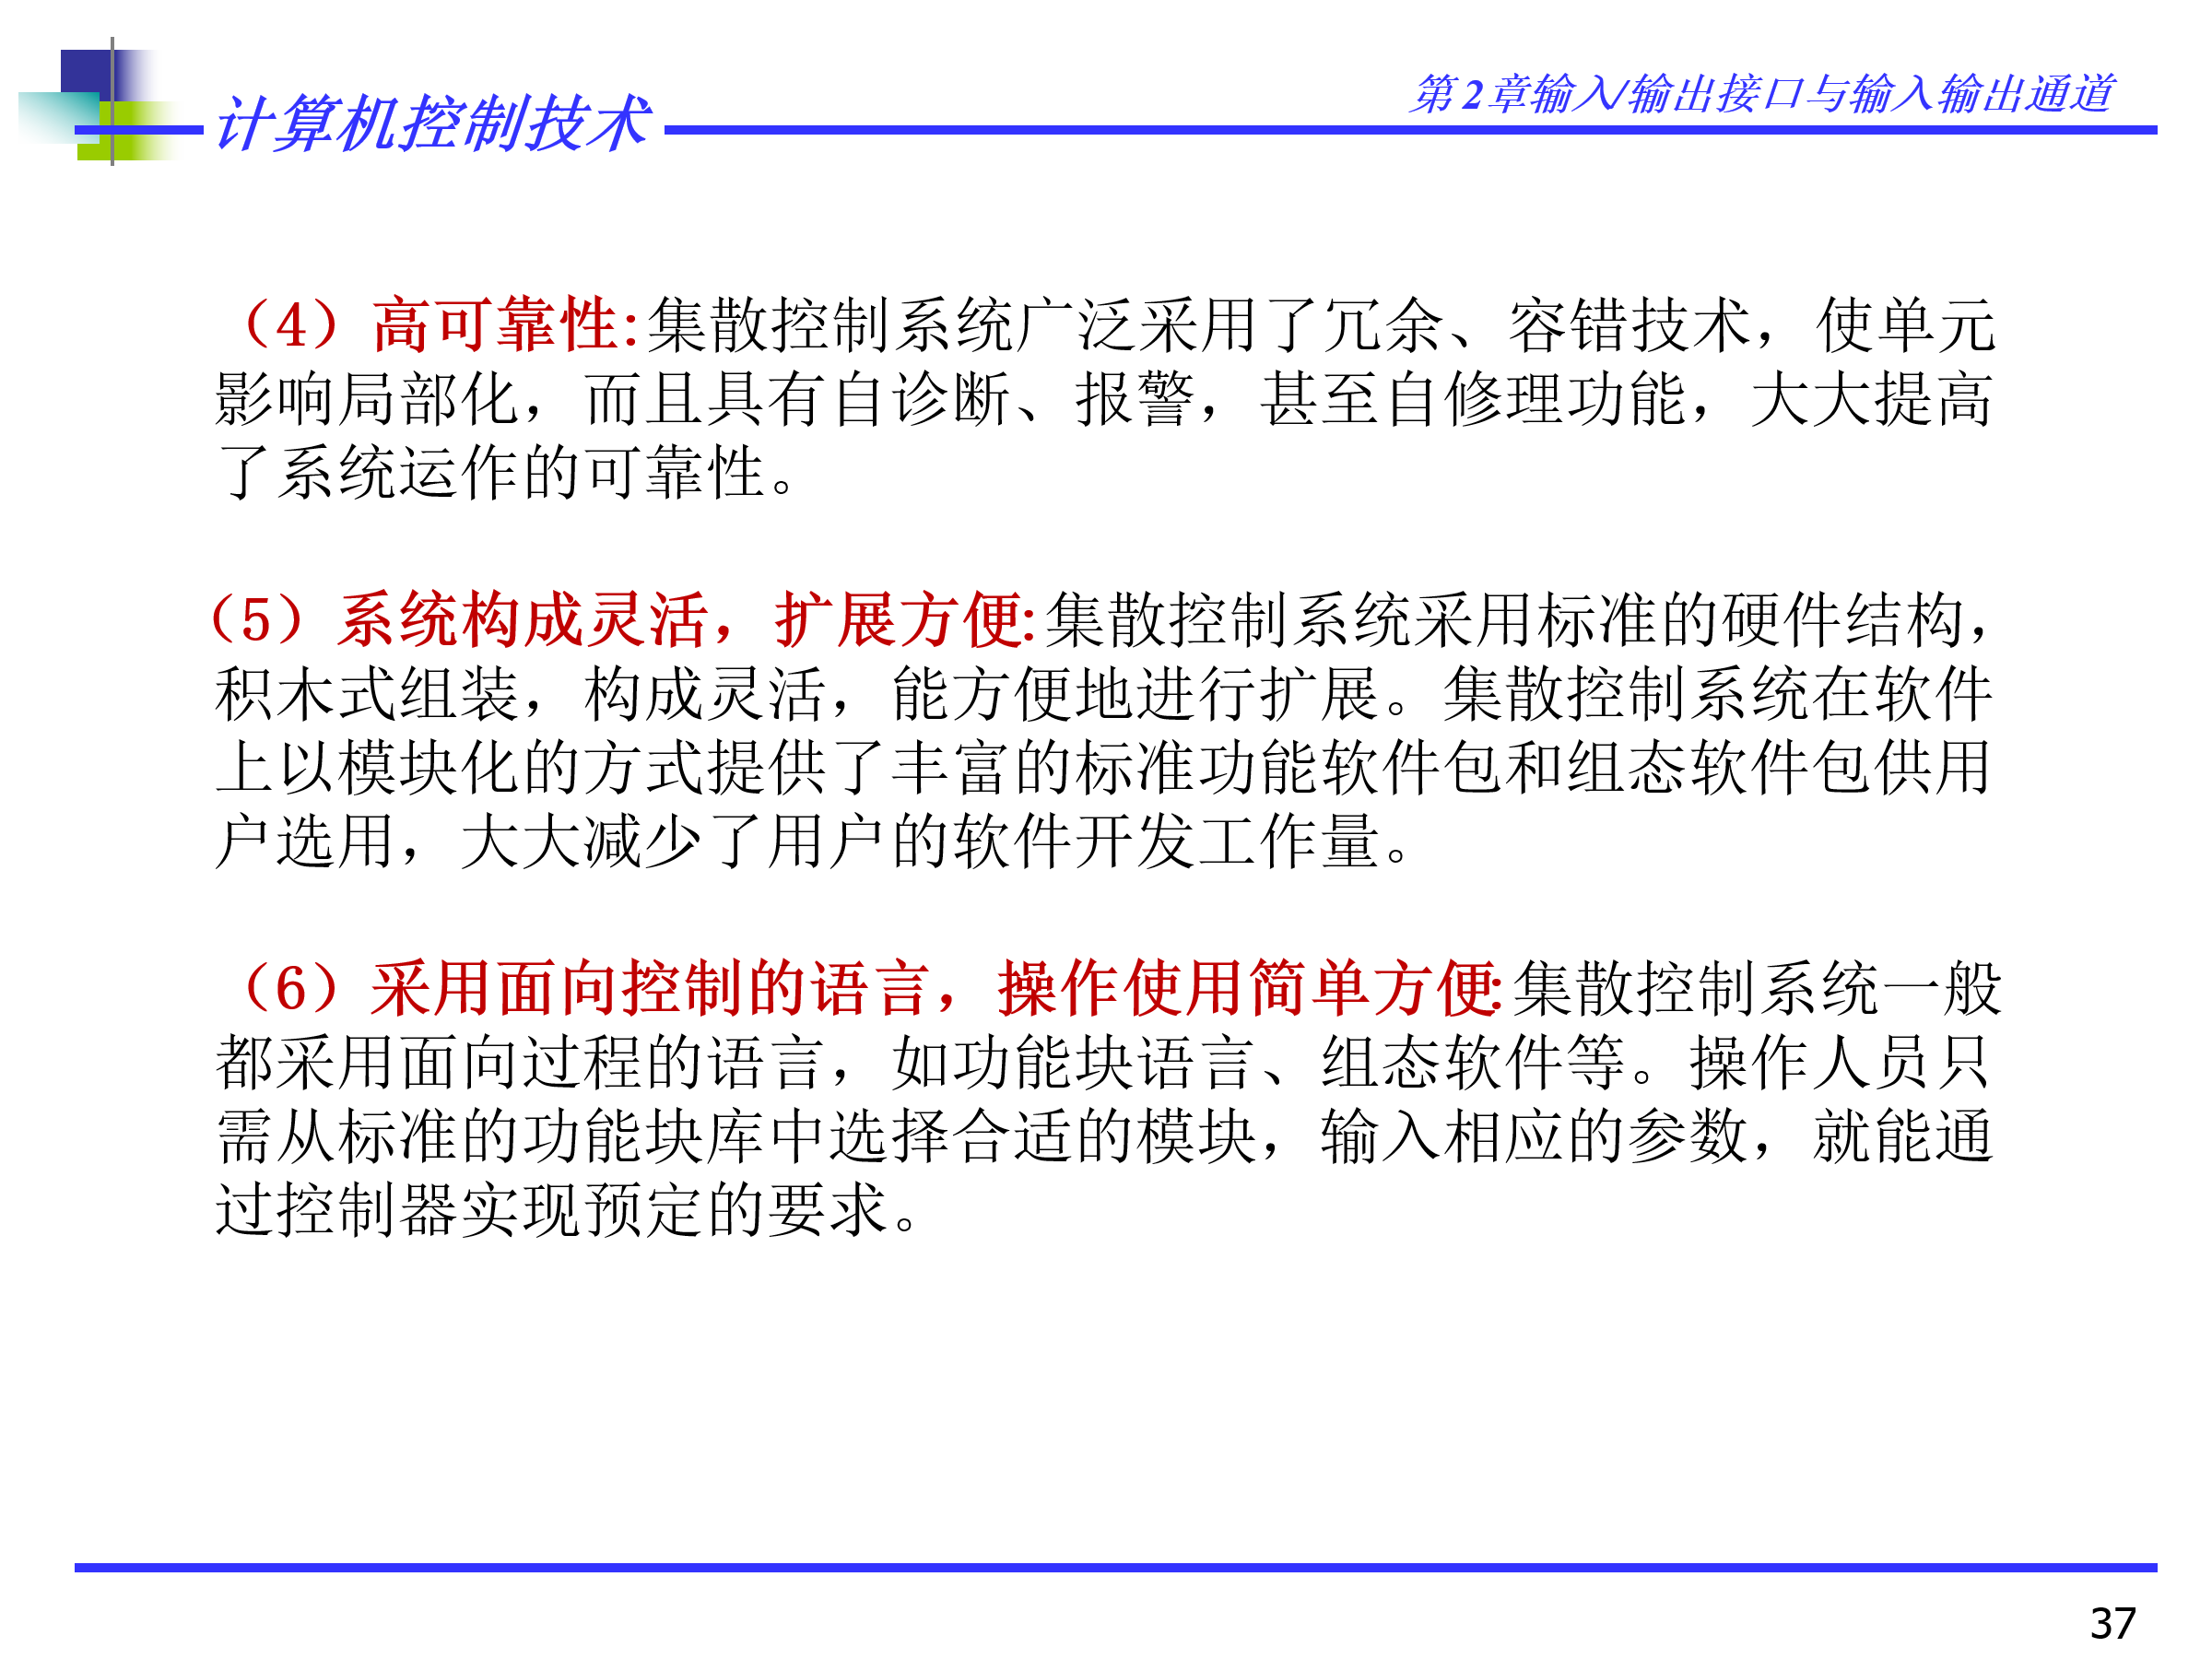 计算机控制技术
第2章输入/输出接口与输入输出通道
（4）高可靠性:集散控制系统广泛采用了冗余、容错技术，使单元
影响局部化，而且具有自诊断、报警，甚至自修理功能，大大提高
了系统运作的可靠性。
（5）系统构成灵活，扩展方便:集散控制系统采用标准的硬件结构，
积木式组装，构成灵活，能方便地进行扩展。集散控制系统在软件
上以模块化的方式提供了丰富的标准功能软件包和组态软件包供用
户选用，大大减少了用户的软件开发工作量。
（6）采用面向控制的语言，操作使用简单方便:集散控制系统一般
都采用面向过程的语言，如功能块语言、组态软件等。操作人员只
需从标准的功能块库中选择合适的模块，输入相应的参数，就能通
过控制器实现预定的要求。
37